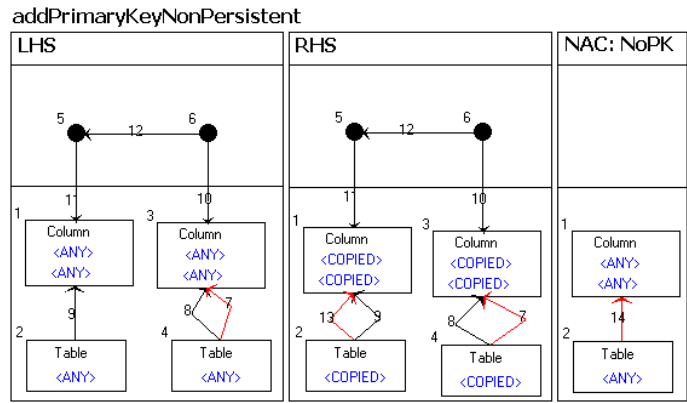 addPrimaryKeyNonPersistent
LHS
RHS
NAC: NoPK
5
6
12
11
10
1
Column
<ANY>
<ANY>
3
Column
<ANY>
<ANY>
9
8
7
2
Table
<ANY>
4
Table
<ANY>
5
6
12
11
10
1
Column
<COPIED>
<COPIED>
3
Column
<COPIED>
<COPIED>
13
9
8
7
2
Table
<COPIED>
4
Table
<COPIED>
1
Column
<ANY>
<ANY>
14
2
Table
<ANY>